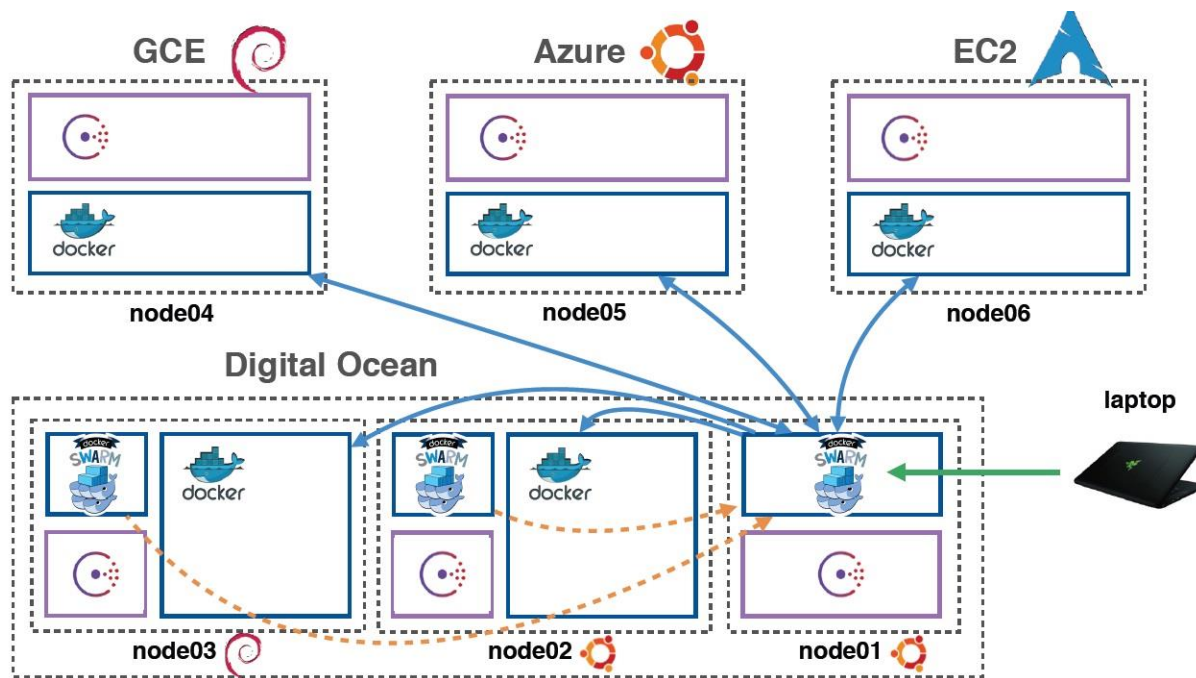 GCE
Azure
EC2
docker
docker
docker
node04
node05
node06
Digital Ocean
laptop
docker
SWARM
docker
docker
SWARM
docker
docker
SWARM
node03
node02
node01